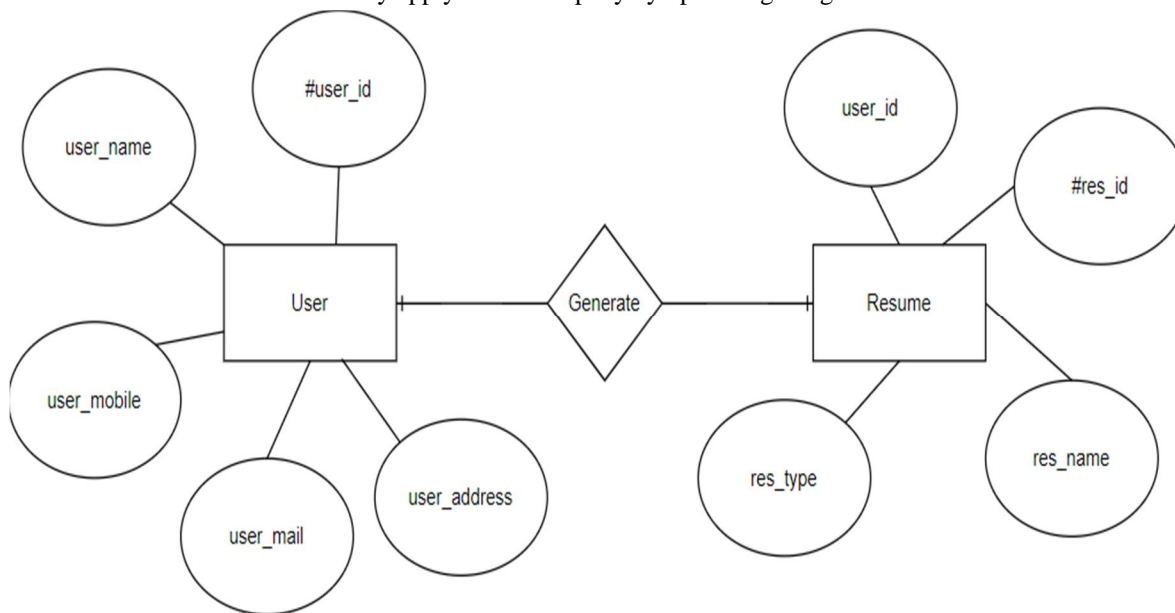 #user_id
user_id
user_name
#res_id
User
Generate
Resume
user_mobile
res_type
res_name
user_address
user_mail